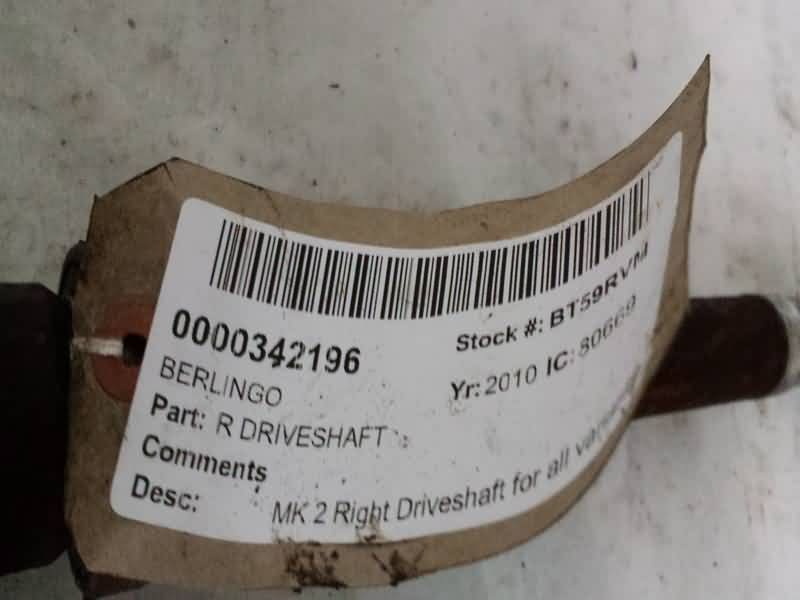 0000342196
Stock #: BT59RVM
BERLINGO
Yr: 2010 IC: 80669
Part: R DRIVESHAFT
Comments
Desc: MK 2 Right Driveshaft for all